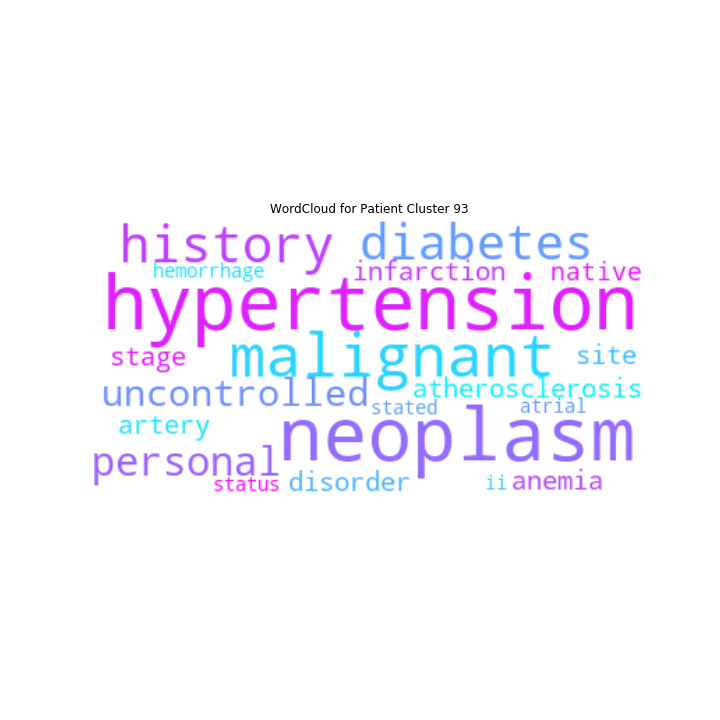 WordCloud for Patient Cluster 93
history diabetes
hemorrhage infarction native
hypertension
malignant
stage site
uncontrolled atherosclerosis
stated atrial
artery neoplasm
personal
status disorder ii anemia